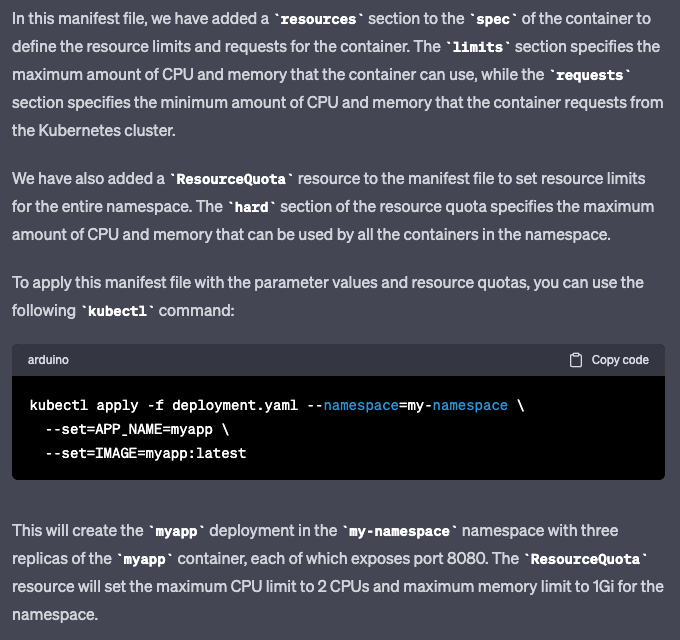 In this manifest file, we have added a `resources` section to the `spec` of the container to
define the resource limits and requests for the container. The `limits` section specifies the
maximum amount of CPU and memory that the container can use, while the `requests`
section specifies the minimum amount of CPU and memory that the container requests from
the Kubernetes cluster.
We have also added a `ResourceQuota` resource to the manifest file to set resource limits
for the entire namespace. The `hard` section of the resource quota specifies the maximum
amount of CPU and memory that can be used by all the containers in the namespace.
To apply this manifest file with the parameter values and resource quotas, you can use the
following `kubectl` command:
arduino Copy code
kubectl apply -f deployment.yaml --namespace=my-namespace \
--set=APP_NAME=myapp \
--set=IMAGE=myapp:latest
This will create the `myapp` deployment in the `my-namespace` namespace with three
replicas of the `myapp` container, each of which exposes port 8080. The `ResourceQuota`
resource will set the maximum CPU limit to 2 CPUs and maximum memory limit to 1Gi for the
namespace.